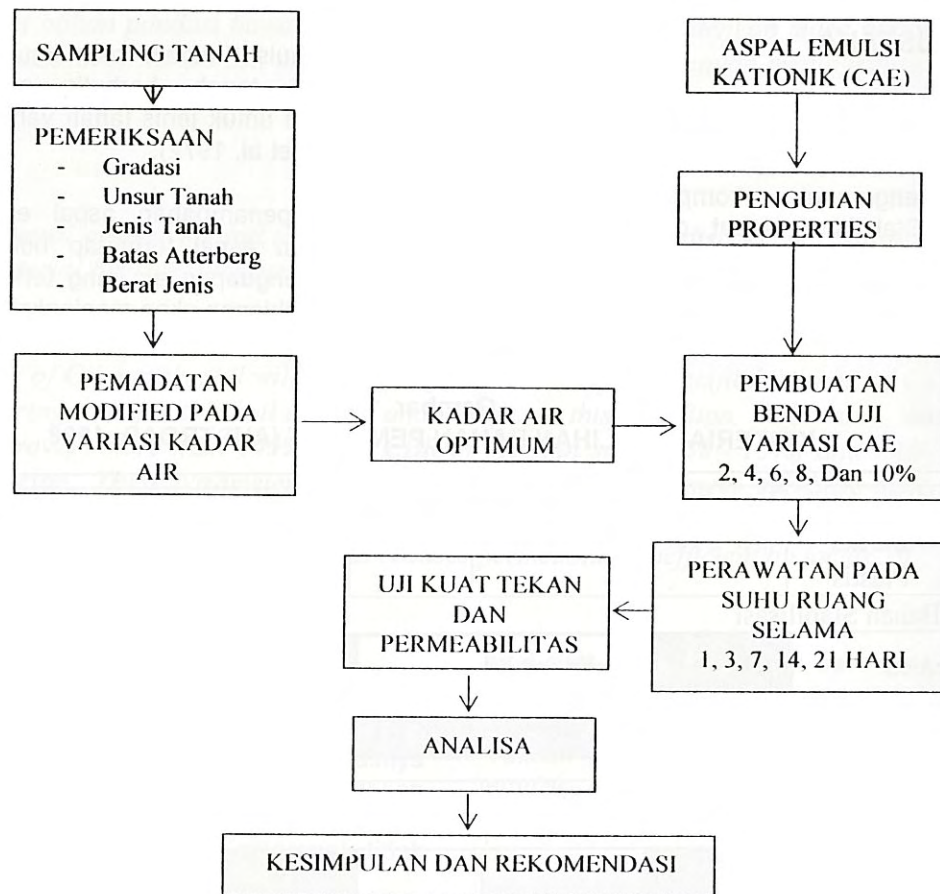 SAMPLING TANAH
ASPAL EMULSI
KATIONIK (CAE)
PEMERIKSAAN
- Gradasi
- Unsur Tanah
- Jenis Tanah
- Batas Atterberg
- Berat Jenis
PENGUJIAN
PROPERTIES
PEMADATAN
MODIFIED PADA
VARIASI KADAR
AIR
KADAR AIR
OPTIMUM
PEMBUATAN
BENDA UJI
VARIASI CAE
2, 4, 6, 8, Dan 10%
UJI KUAT TEKAN
DAN
PERMEABILITAS
PERAWATAN PADA
SUHU RUANG
SELAMA
1, 3, 7, 14, 21 HARI
ANALISA
KESIMPULAN DAN REKOMENDASI